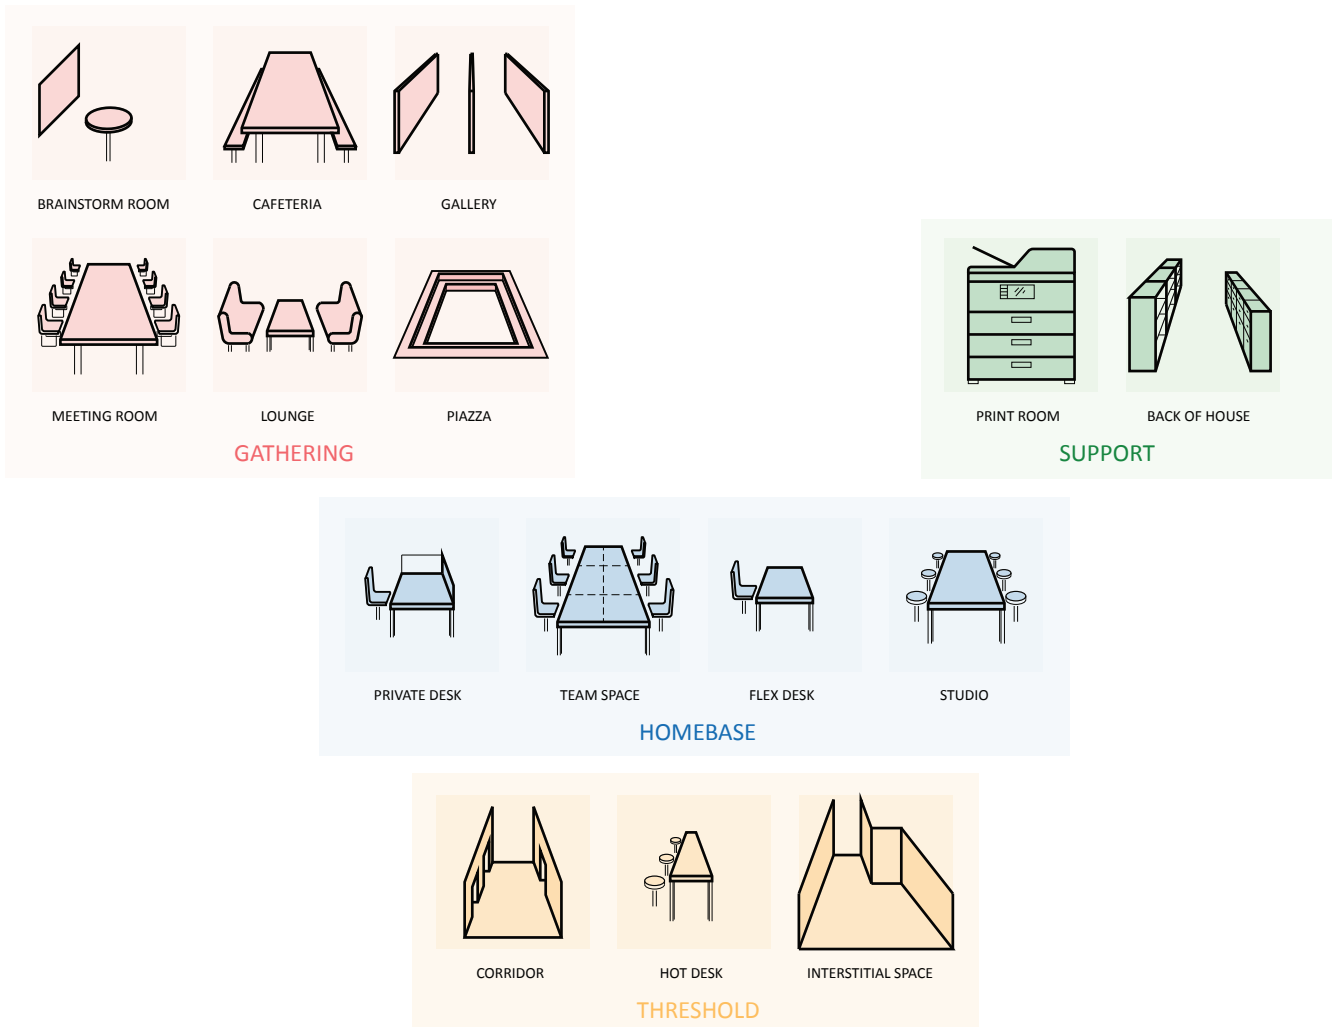 BRAINSTORM ROOM
CAFETERIA
GALLERY
MEETING ROOM
LOUNGE
PIAZZA
GATHERING
PRINT ROOM
BACK OF HOUSE
SUPPORT
PRIVATE DESK
TEAM SPACE
FLEX DESK
STUDIO
HOMEBASE
CORRIDOR
HOT DESK
INTERSTITIAL SPACE
THRESHOLD